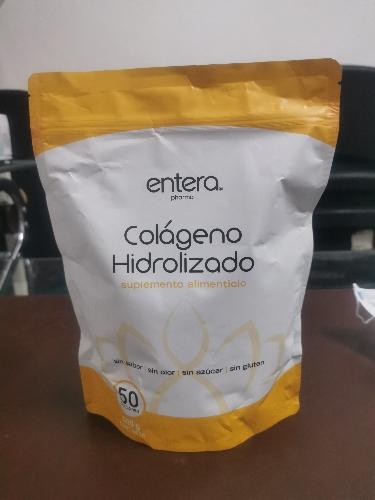 entera
pharma
Colágeno
Hidrolizado
suplemento alimenticio
sin sabor | sin olor | sin azúcar | sin gluten
50